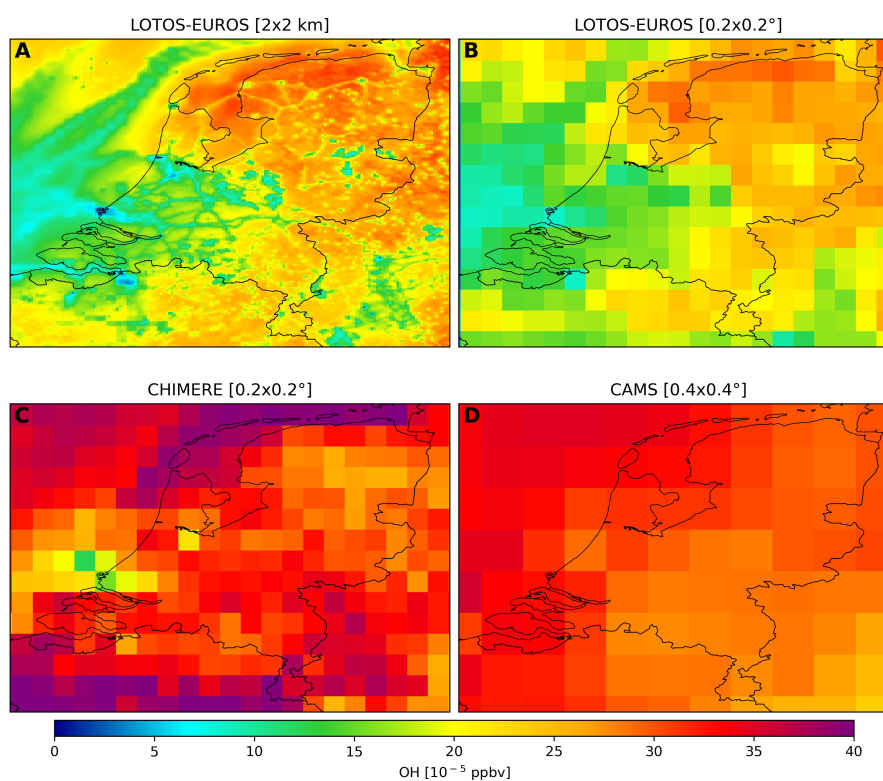 LOTOS-EUROS [2x2 km]
LOTOS-EUROS [0.2x0.2°]
A
B
CHIMERE [0.2x0.2°]
CAMS [0.4x0.4°]
C
D
0 5 10 15 20 25 30 35 40
OH [10⁻⁵ ppbv]